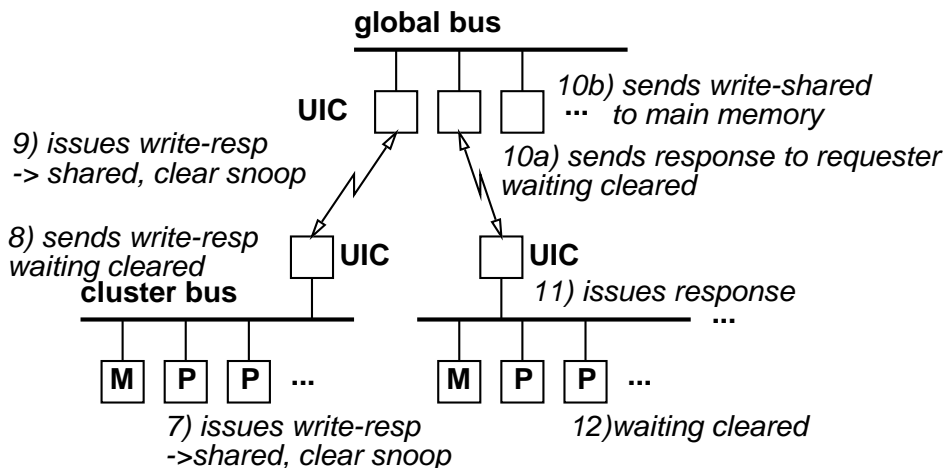 global bus
10b) sends write-shared
UIC
...
to main memory
9) issues write-resp
-> shared, clear snoop
10a) sends response to requester
waiting cleared
8) sends write-resp
waiting cleared
UIC
UIC
cluster bus
11) issues response
...
M P P ...
M P P ...
7) issues write-resp
->shared, clear snoop
12)waiting cleared